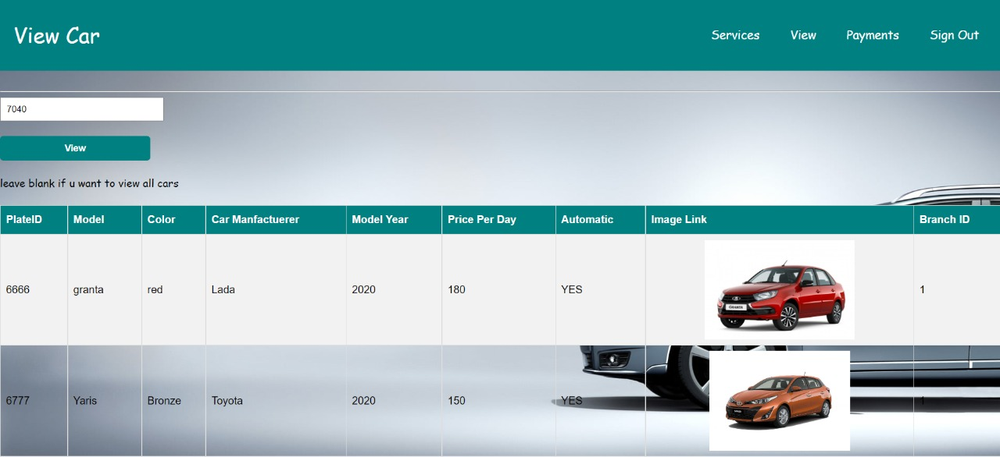 View Car
Services View Payments Sign Out
7040
View
leave blank if u want to view all cars
PlateID Model Color Car Manfactuerer Model Year Price Per Day Automatic Image Link Branch ID
6666 granta red Lada 2020 180 YES 1
GRANTA
6777 Yaris Bronze Toyota 2020 150 YES 1